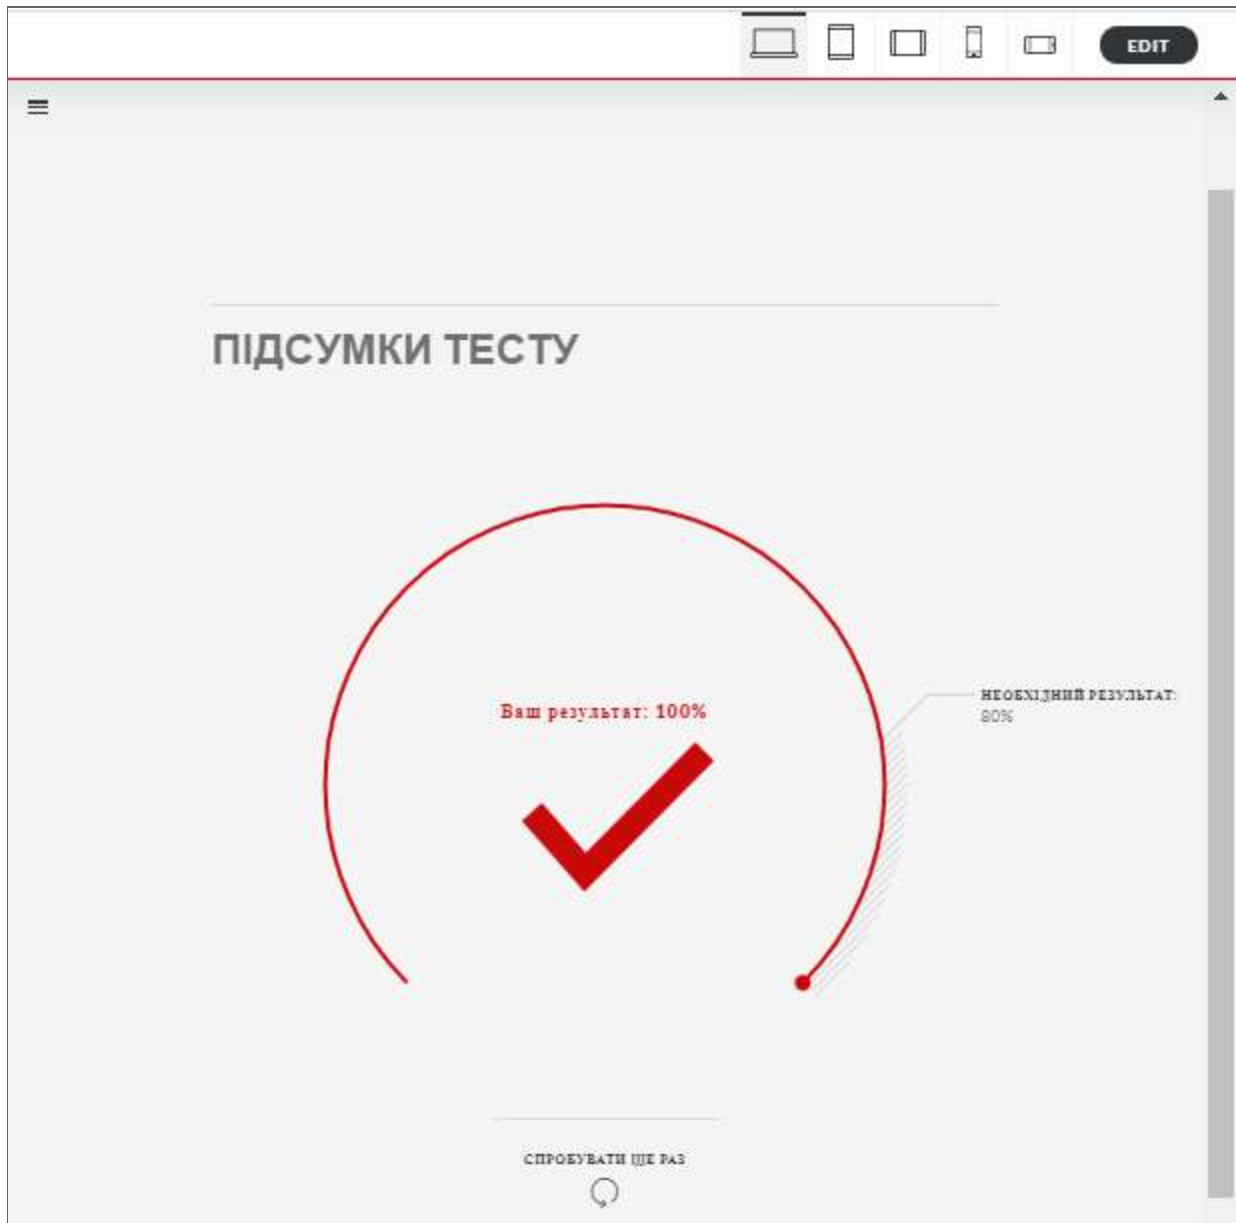 EDIT
ПІДСУМКИ ТЕСТУ
Ваш результат: 100%
НЕОБХІДНИЙ РЕЗУЛЬТАТ:
80%
СПРОБУВАТИ ЩЕ РАЗ